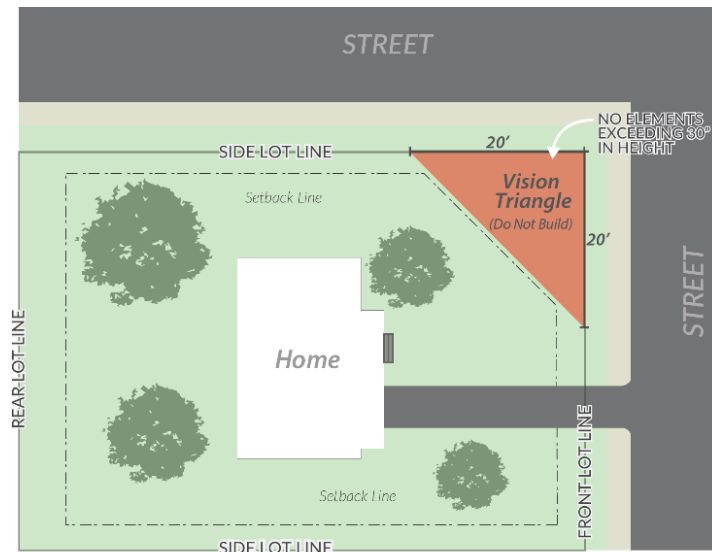 STREET
NO ELEMENTS
EXCEEDING 30"
IN HEIGHT
20'
SIDE LOT LINE
Vision
Triangle
(Do Not Build)
Setback Line
20'
STREET
Home
REAR LOT LINE
FRONT LOT LINE
Setback Line
SIDE LOT LINE